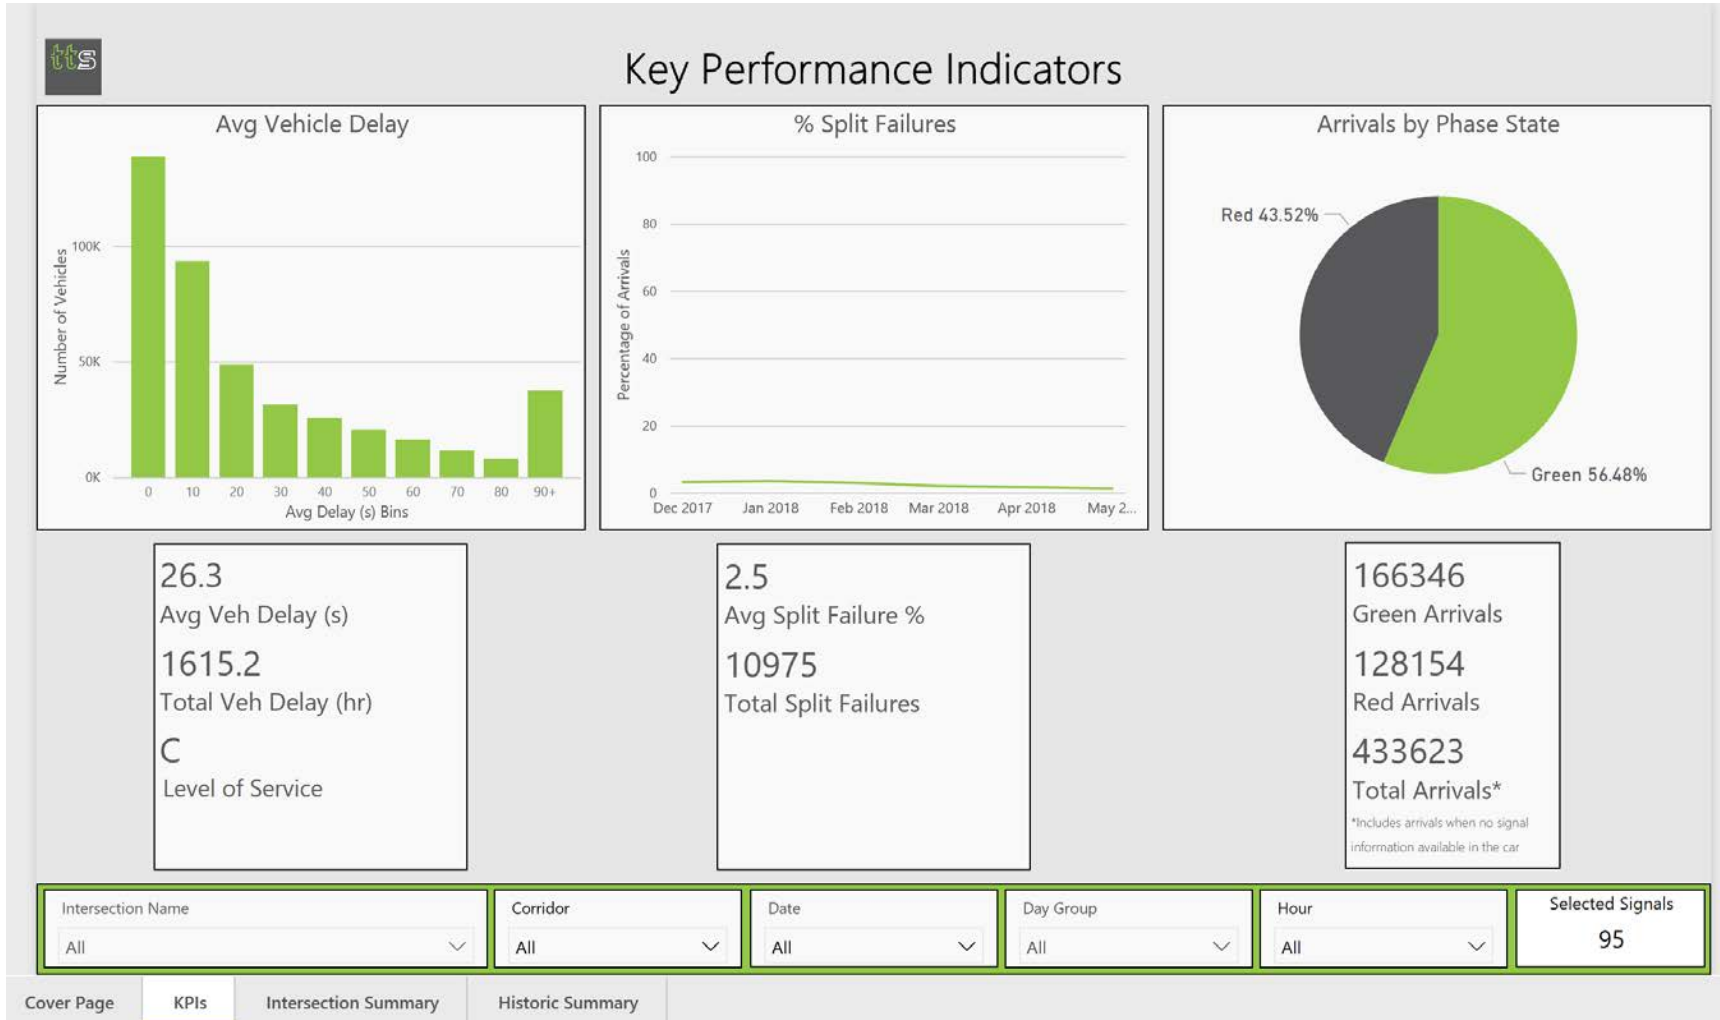 tts
Key Performance Indicators
Avg Vehicle Delay
Number of Vehicles
100K
50K
0K
0 10 20 30 40 50 60 70 80 90+
Avg Delay (s) Bins
% Split Failures
Percentage of Arrivals
100
80
60
40
20
0
Dec 2017 Jan 2018 Feb 2018 Mar 2018 Apr 2018 May 2...
Arrivals by Phase State
Red 43.52%
Green 56.48%
26.3
Avg Veh Delay (s)
1615.2
Total Veh Delay (hr)
C
Level of Service
2.5
Avg Split Failure %
10975
Total Split Failures
166346
Green Arrivals
128154
Red Arrivals
433623
Total Arrivals*
*Includes arrivals when no signal
information available in the car
Intersection Name
All
Corridor
All
Date
All
Day Group
All
Hour
All
Selected Signals
95
Cover Page KPIs Intersection Summary Historic Summary